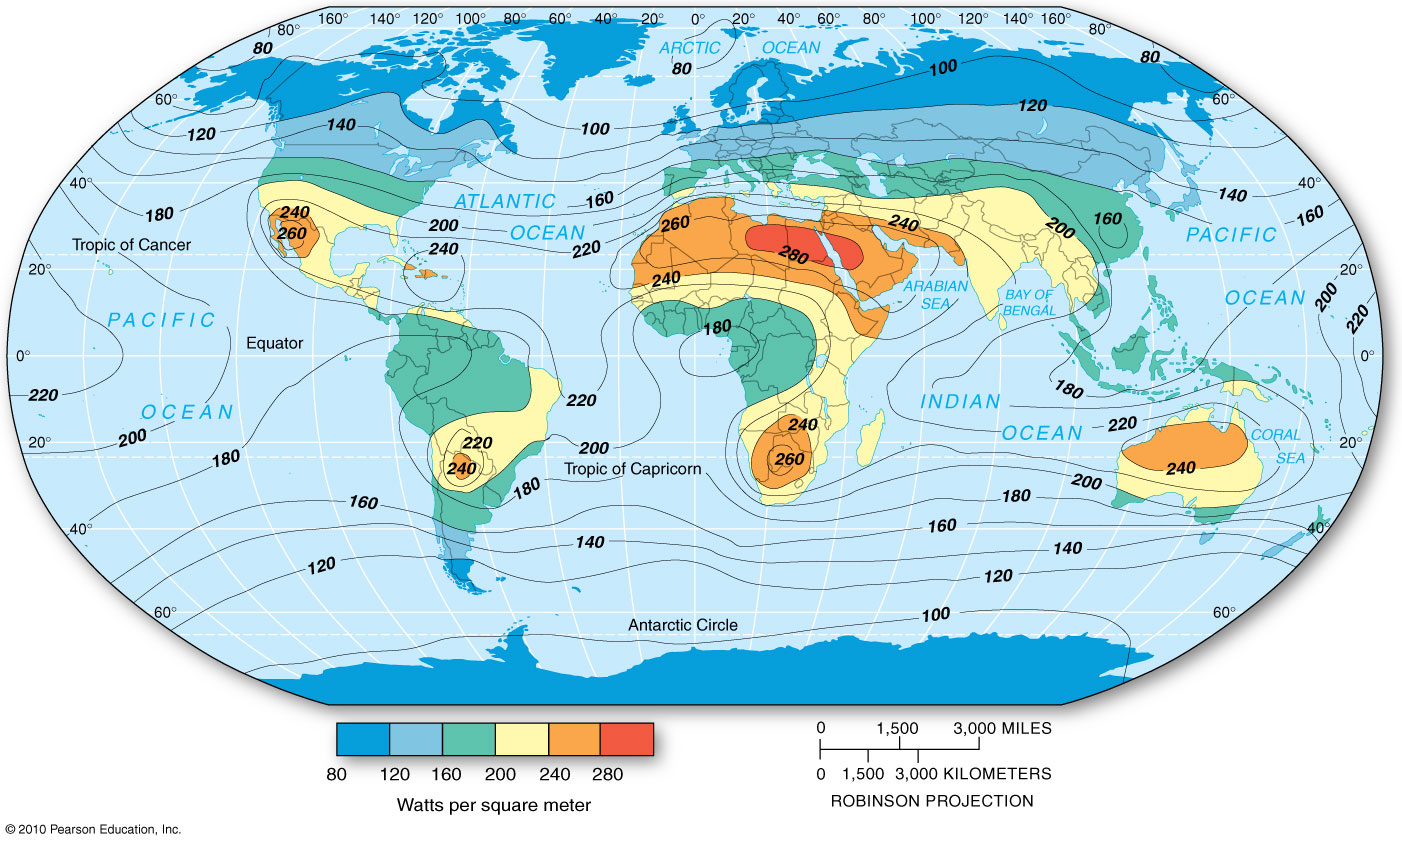 160° 140° 120° 100° 80° 60° 40° 20° 0° 20° 40° 60° 80° 100° 120° 140° 160°
80° 80°
80 ARCTIC OCEAN 80
80 100
60° 60°
120 140 100 120
40° 40°
180 160 140
ATLANTIC
240 200 260 240 200 160 160
260 OCEAN PACIFIC
Tropic of Cancer 240 220 280
20° 240 20°
ARABIAN
SEA
BAY OF
BENGAL
OCEAN
200
220
PACIFIC 180
Equator
0° 0°
220 180
OCEAN 220 INDIAN
200 240 220
OCEAN CORAL
SEA
20° 220 200 20°
180 240 Tropic of Capricorn 260 240
180 200
160 180
40° 160 40°
140 140
120 120
60° 60°
100
Antarctic Circle
80 120 160 200 240 280
Watts per square meter
0 1,500 3,000 MILES
0 1,500 3,000 KILOMETERS
ROBINSON PROJECTION
© 2010 Pearson Education, Inc.